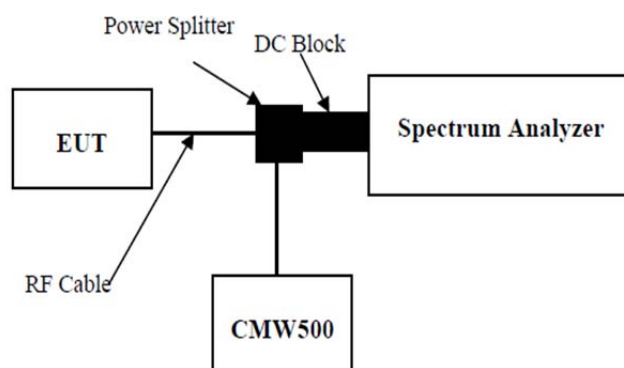 Power Splitter
DC Block
EUT
Spectrum Analyzer
RF Cable
CMW500